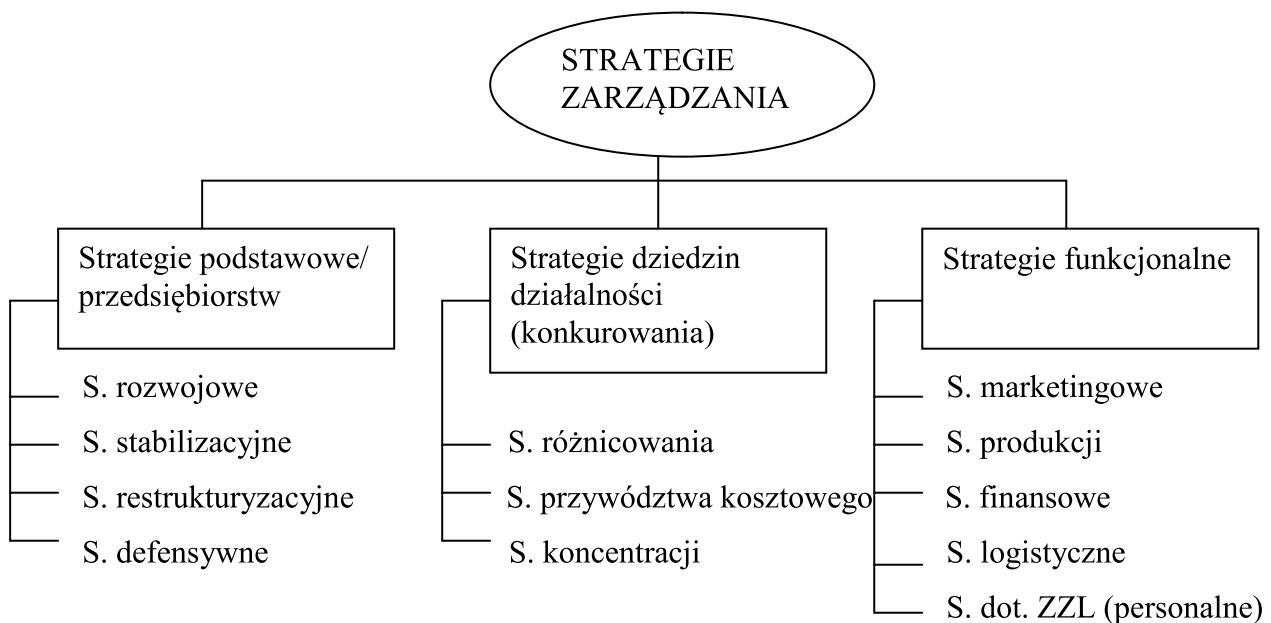 STRATEGIE
ZARZĄDZANIA
Strategie podstawowe/
przedsiębiorstw
S. rozwojowe
S. stabilizacyjne
S. restrukturyzacyjne
S. defensywne
Strategie dziedzin
działalności
(konkurowania)
S. różnicowania
S. przywództwa kosztowego
S. koncentracji
Strategie funkcjonalne
S. marketingowe
S. produkcji
S. finansowe
S. logistyczne
S. dot. ZZL (personalne)